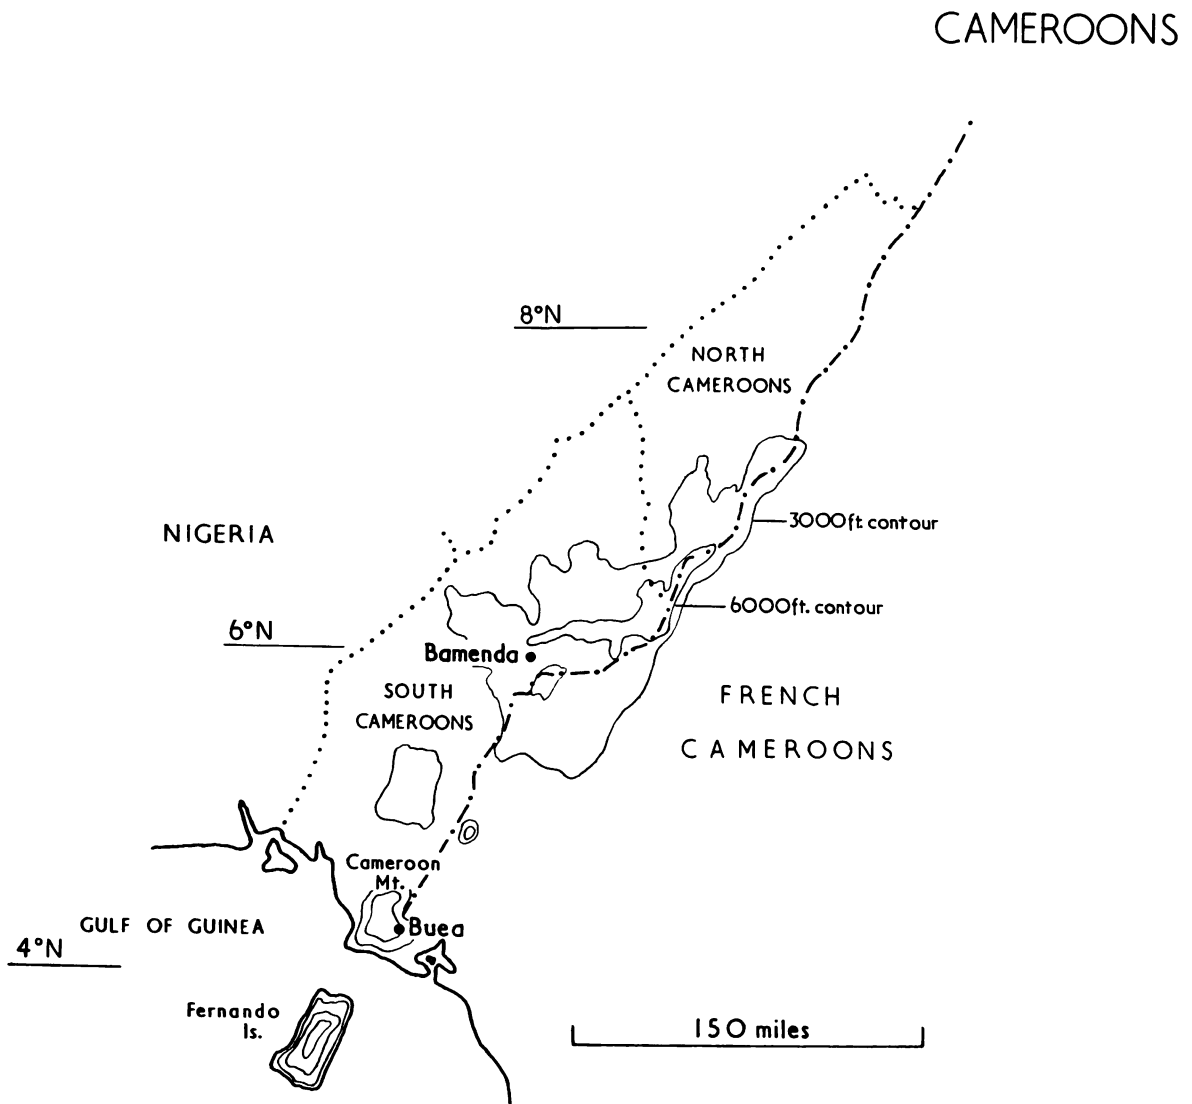 CAMEROONS
8°N
NORTH
CAMEROONS
NIGERIA
3000ft. contour
6000ft. contour
6°N
Bamenda
SOUTH
CAMEROONS
FRENCH
CAMEROONS
Cameroon
Mt.
GULF OF GUINEA
Buea
4°N
Fernando
Is.
150 miles